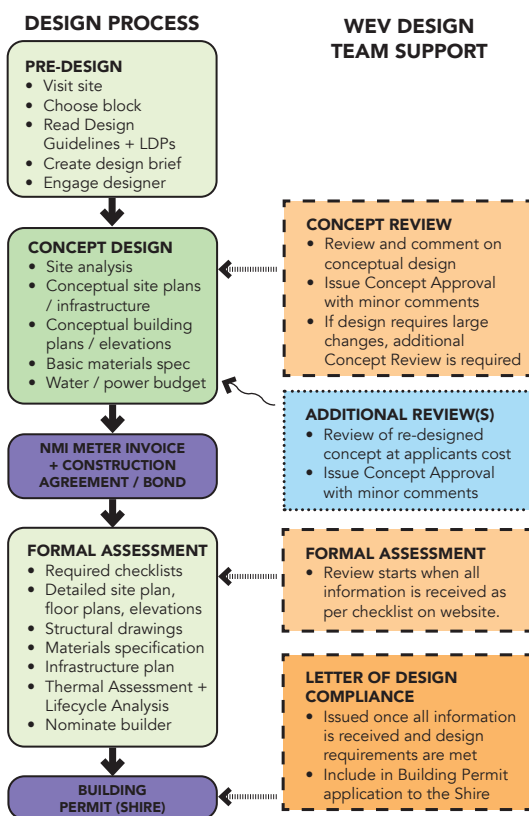 DESIGN PROCESS
PRE-DESIGN
• Visit site
• Choose block
• Read Design
Guidelines + LDPs
• Create design brief
• Engage designer
CONCEPT DESIGN
• Site analysis
• Conceptual site plans
/ infrastructure
• Conceptual building
plans / elevations
• Basic materials spec
• Water / power budget
NMI METER INVOICE
+ CONSTRUCTION
AGREEMENT / BOND
FORMAL ASSESSMENT
• Required checklists
• Detailed site plan,
floor plans, elevations
• Structural drawings
• Materials specification
• Infrastructure plan
• Thermal Assessment +
Lifecycle Analysis
• Nominate builder
BUILDING
PERMIT (SHIRE)
WEV DESIGN
TEAM SUPPORT
CONCEPT REVIEW
• Review and comment on
conceptual design
• Issue Concept Approval
with minor comments
• If design requires large
changes, additional
Concept Review is required
ADDITIONAL REVIEW(S)
• Review of re-designed
concept at applicants cost
• Issue Concept Approval
with minor comments
FORMAL ASSESSMENT
• Review starts when all
information is received as
per checklist on website.
LETTER OF DESIGN
COMPLIANCE
• Issued once all information
is received and design
requirements are met
• Include in Building Permit
application to the Shire